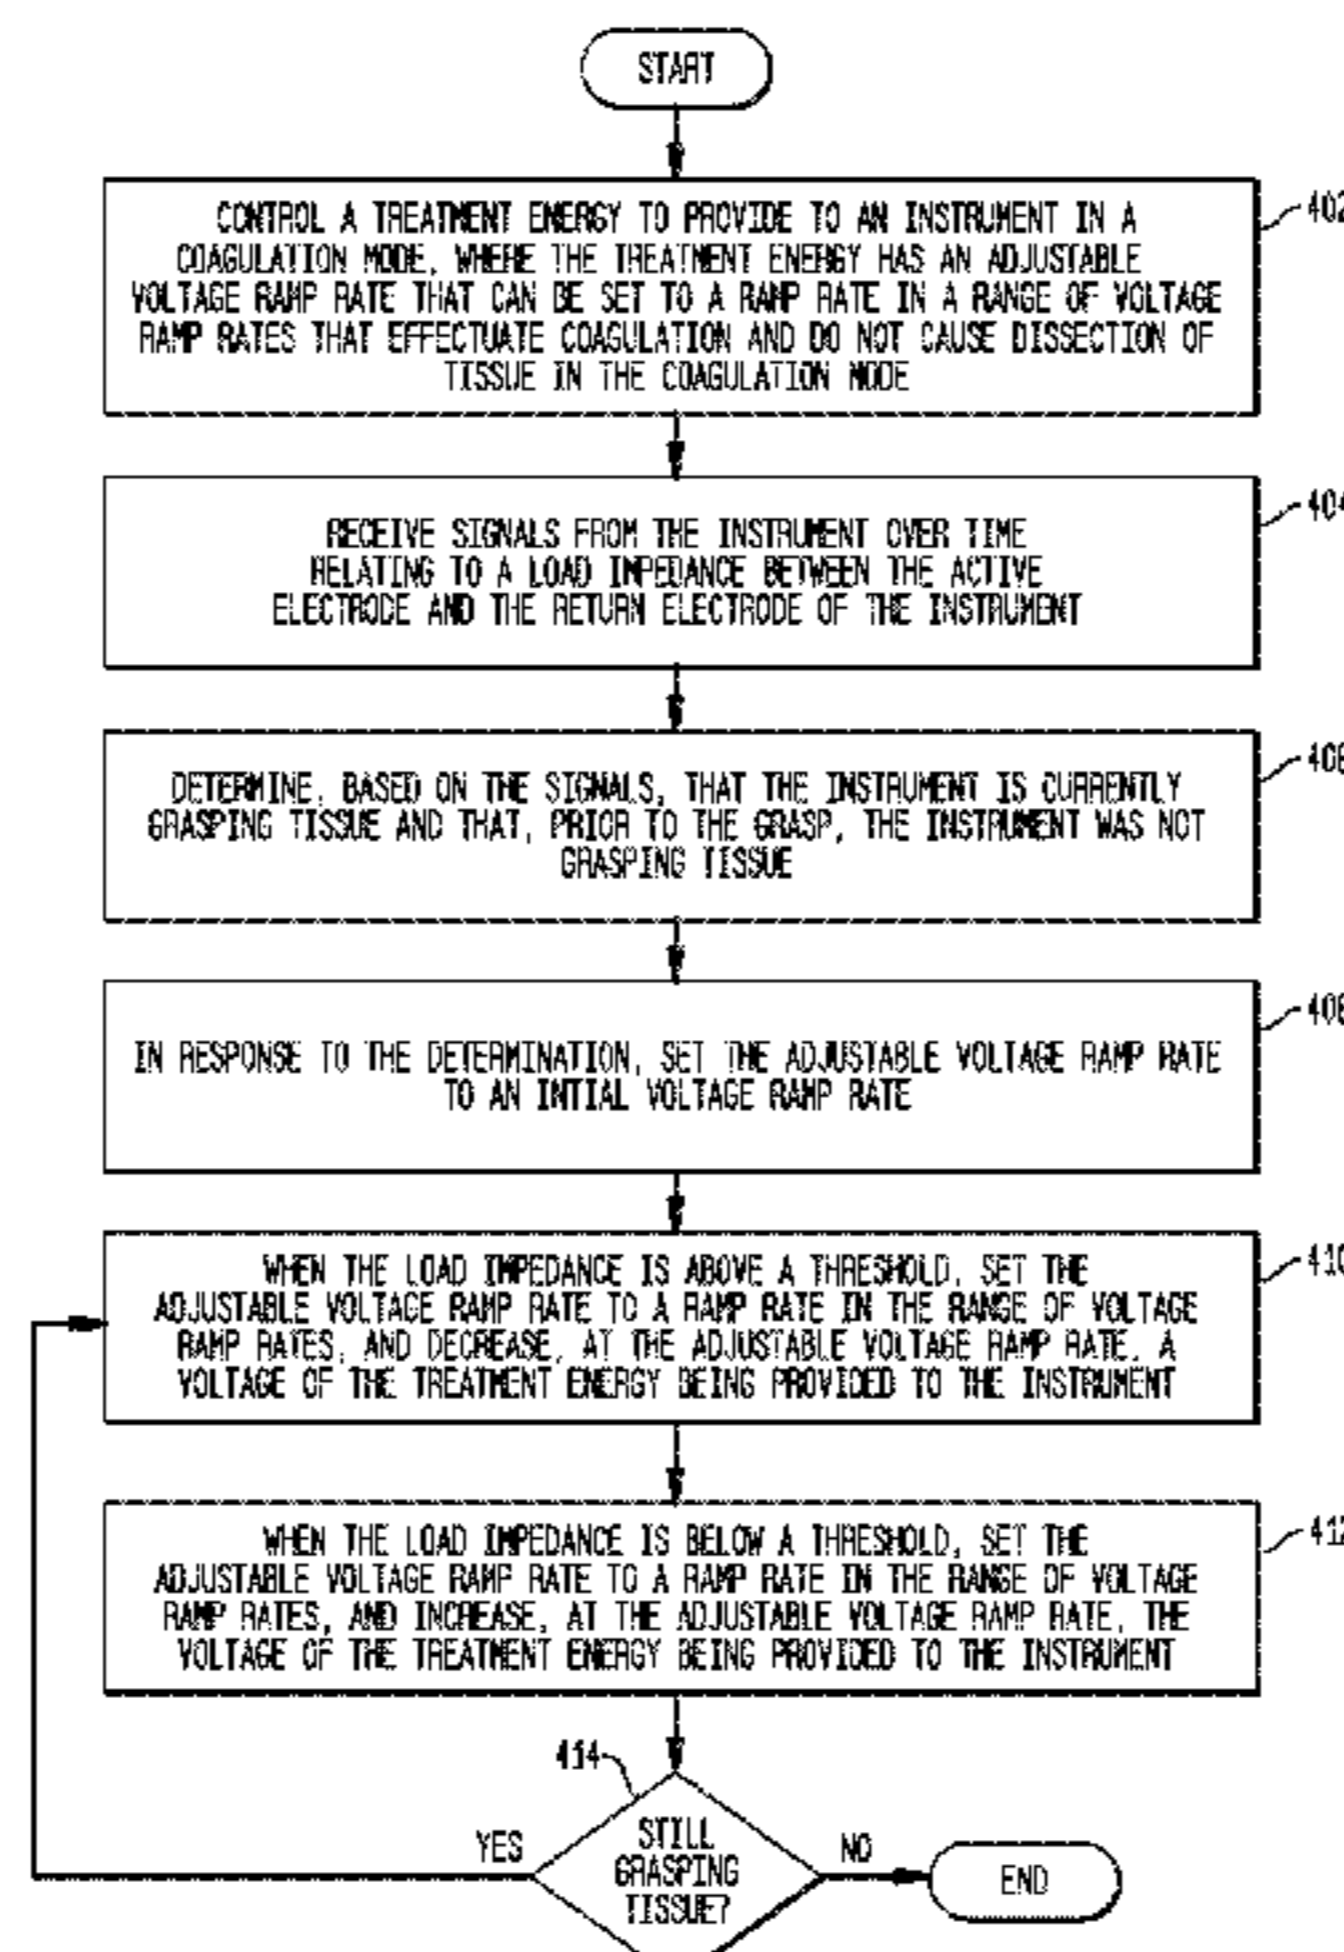 START
CONTROL A TREATMENT ENERGY TO PROVIDE TO AN INSTRUMENT IN A
COAGULATION MODE, WHERE THE TREATMENT ENERGY HAS AN ADJUSTABLE
VOLTAGE RAMP RATE THAT CAN BE SET TO A RAMP RATE IN A RANGE OF VOLTAGE
RAMP RATES THAT EFFECTUATE COAGULATION AND DO NOT CAUSE DISSECTION OF
TISSUE IN THE COAGULATION MODE
RECEIVE SIGNALS FROM THE INSTRUMENT OVER TIME
RELATING TO A LOAD IMPEDANCE BETWEEN THE ACTIVE
ELECTRODE AND THE RETURN ELECTRODE OF THE INSTRUMENT
DETERMINE, BASED ON THE SIGNALS, THAT THE INSTRUMENT IS CURRENTLY
GRASPING TISSUE AND THAT, PRIOR TO THE GRASP, THE INSTRUMENT WAS NOT
GRASPING TISSUE
IN RESPONSE TO THE DETERMINATION, SET THE ADJUSTABLE VOLTAGE RAMP RATE
TO AN INTIAL VOLTAGE RAMP RATE
WHEN THE LOAD IMPEDANCE IS ABOVE A THRESHOLD, SET THE
ADJUSTABLE VOLTAGE RAMP RATE TO A RAMP RATE IN THE RANGE OF VOLTAGE
RAMP RATES, AND DECREASE, AT THE ADJUSTABLE VOLTAGE RAMP RATE, A
VOLTAGE OF THE TREATMENT ENERGY BEING PROVIDED TO THE INSTRUMENT
410
WHEN THE LOAD IMPEDANCE IS BELOW A THRESHOLD, SET THE
ADJUSTABLE VOLTAGE RAMP RATE TO A RAMP RATE IN THE RANGE OF VOLTAGE
RAMP RATES, AND INCREASE, AT THE ADJUSTABLE VOLTAGE RAMP RATE, THE
VOLTAGE OF THE TREATMENT ENERGY BEING PROVIDED TO THE INSTRUMENT
414
STILL
GRASPING
TISSUE?
YES
NO
END